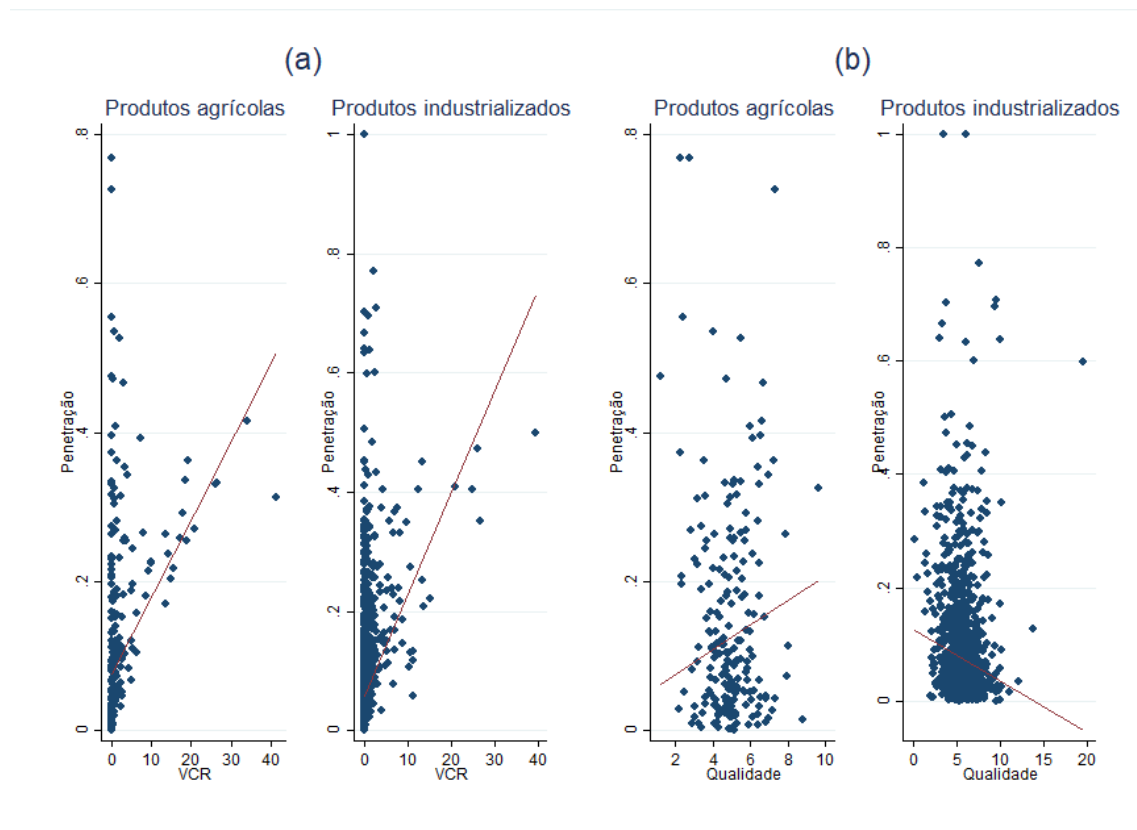 (a)
(b)
Produtos agrícolas
Produtos industrializados
Produtos agrícolas
Produtos industrializados
.8
.6
.4
.2
0
Penetração
0 10 20 30 40
VCR
1
.8
.6
.4
.2
0
Penetração
0 10 20 30 40
VCR
.8
.6
.4
.2
0
Penetração
2 4 6 8 10
Qualidade
1
.8
.6
.4
.2
0
Penetração
0 5 10 15 20
Qualidade